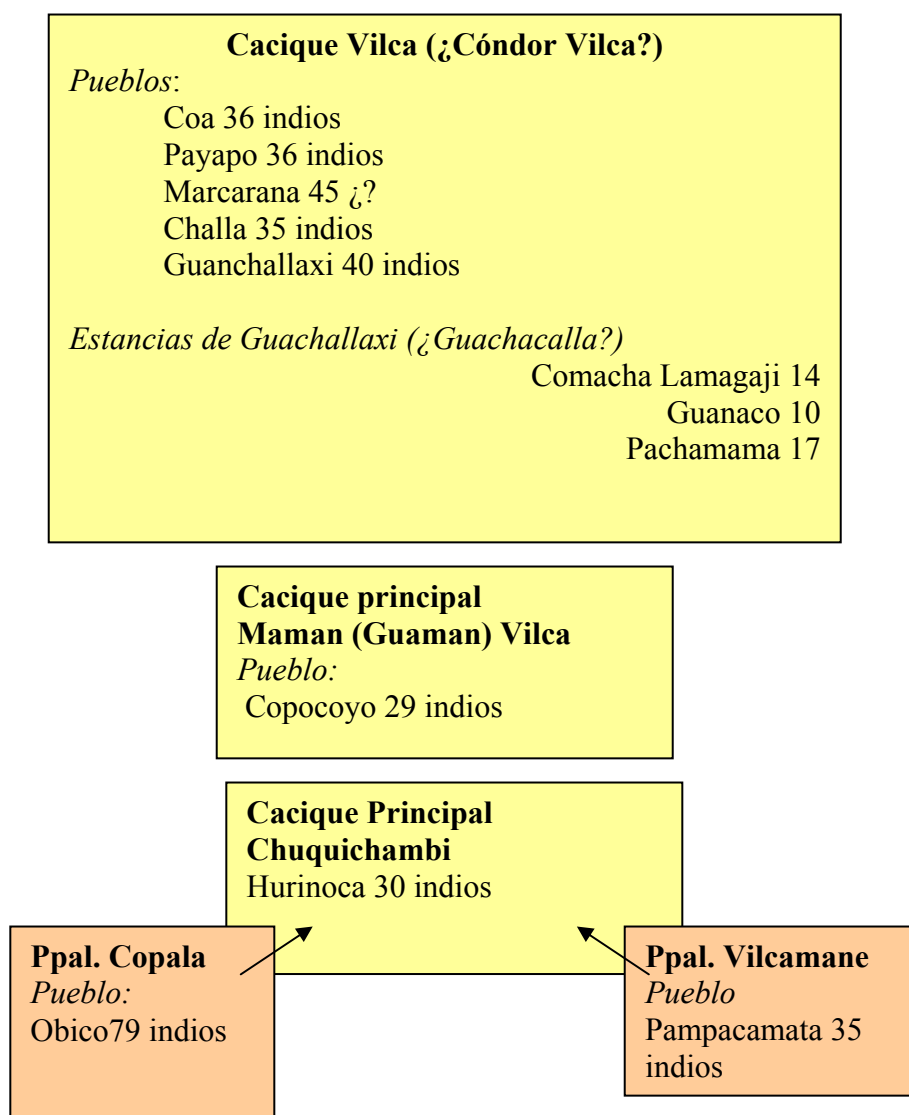 Cacique Vilca (¿Cóndor Vilca?)
Pueblos:
Coa 36 indios
Payapo 36 indios
Marcarana 45 ¿?
Challa 35 indios
Guanchallaxi 40 indios
Estancias de Guachallaxi (¿Guachacalla?)
Comacha Lamagaji 14
Guanaco 10
Pachamama 17
Cacique principal
Maman (Guaman) Vilca
Pueblo:
Copocoyo 29 indios
Cacique Principal
Chuquichambi
Hurinoca 30 indios
Ppal. Copala
Pueblo:
Obico79 indios
Ppal. Vilcamane
Pueblo
Pampacamata 35
indios